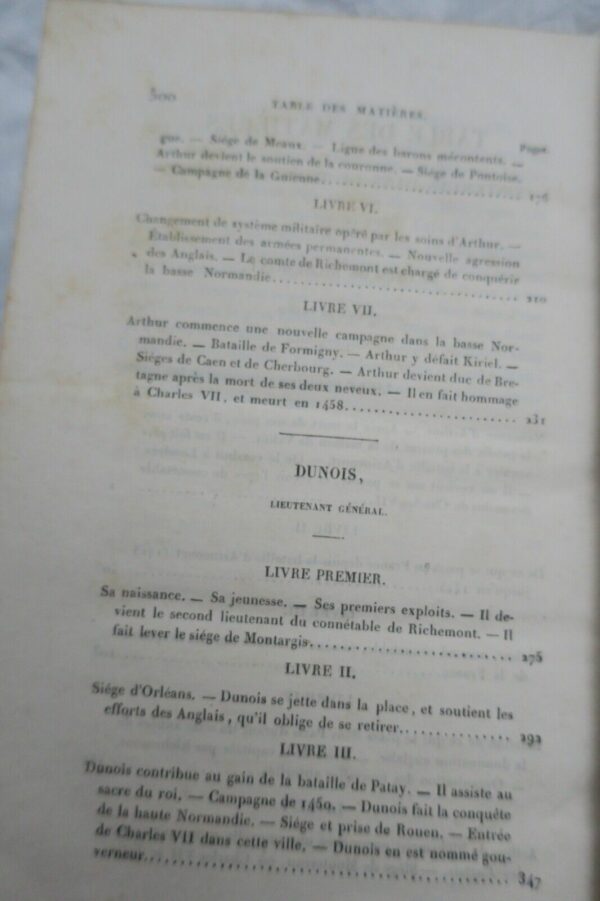 500
TABLE DES MATIÈRES.
Pages.
gue. — Siége de Meaux. — Ligue des barons mécontents. —
Arthur devient le soutien de la couronne. — Siége de Pontoise.
— Campagne de la Guienne. . . . . . . . . . . . . . . . . . . 176
LIVRE VI.
Changement de système militaire opéré par les soins d'Arthur. —
Établissement des armées permanentes. — Nouvelle agression
des Anglais. — Le comte de Richemont est chargé de conquérir
la basse Normandie. . . . . . . . . . . . . . . . . . . . . . 210
LIVRE VII.
Arthur commence une nouvelle campagne dans la basse Nor-
mandie. — Bataille de Formigny. — Arthur y défait Kiriel. —
Siéges de Caen et de Cherbourg. — Arthur devient duc de Bre-
tagne après la mort de ses deux neveux. — Il en fait hommage
à Charles VII, et meurt en 1458. . . . . . . . . . . . . . . 231
DUNOIS,
LIEUTENANT GÉNÉRAL.
LIVRE PREMIER.
Sa naissance. — Sa jeunesse. — Ses premiers exploits. — Il de-
vient le second lieutenant du connétable de Richemont. — Il
fait lever le siége de Montargis. . . . . . . . . . . . . . . 275
LIVRE II.
Siége d'Orléans. — Dunois se jette dans la place, et soutient les
efforts des Anglais, qu'il oblige de se retirer. . . . . . . . 292
LIVRE III.
Dunois contribue au gain de la bataille de Patay. — Il assiste au
sacre du roi. — Campagne de 1450. — Dunois fait la conquête
de la haute Normandie. — Siége et prise de Rouen. — Entrée
de Charles VII dans cette ville. — Dunois en est nommé gou-
verneur. . . . . . . . . . . . . . . . . . . . . . . . . . . 347